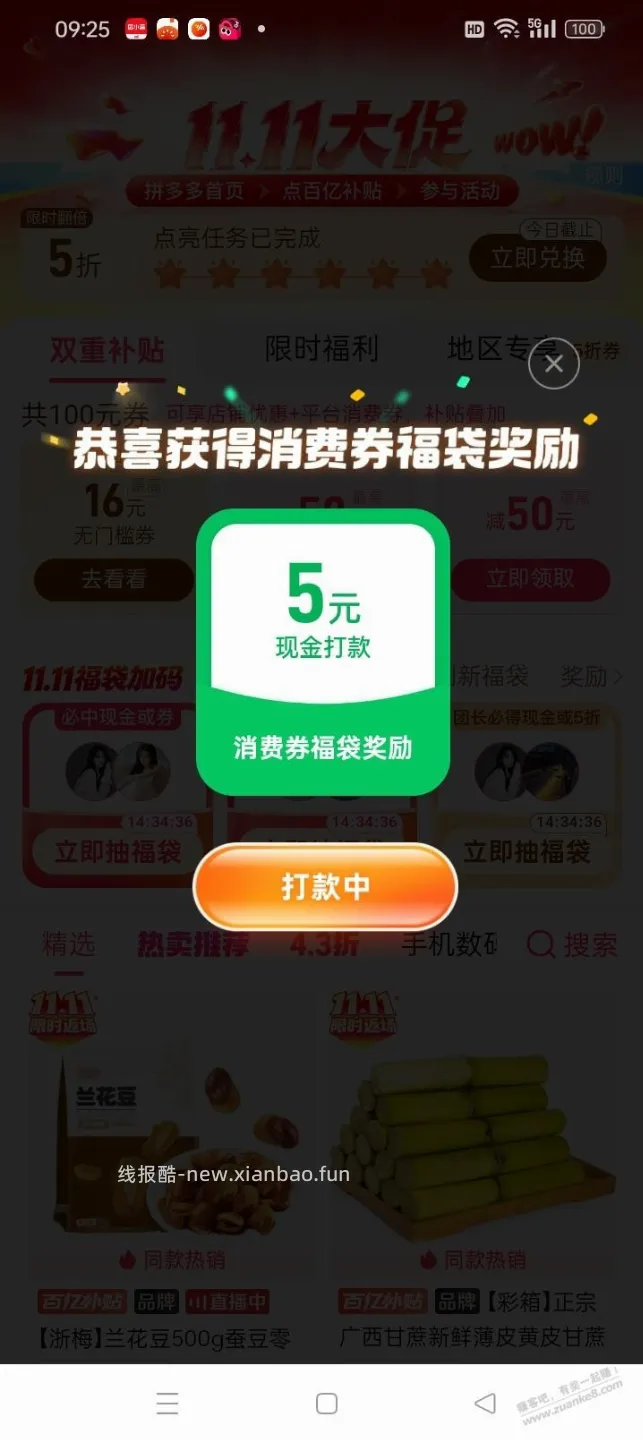 09:25
HD
5G
100
11.11大促
WOW!
规则
拼多多首页 > 点百亿补贴 > 参与活动
限时翻倍
5折
点亮任务已完成
今日截止
立即兑换
双重补贴
限时福利
地区专享
5折券
共100元券
可享店铺优惠+平台消费券，补贴叠加
恭喜获得消费券福袋奖励
16元
无门槛券
去看看
50
减50元
立即领取
5元
现金打款
消费券福袋奖励
11.11福袋加码
刷新福袋
奖励>
必中现金或券
团长必得现金或5折
14:34:36
14:34:36
14:34:36
立即抽福袋
立即抽福袋
打款中
精选
热卖推荐
4.3折
手机数码
搜索
11.11
限时返场
11.11
限时返场
兰花豆
线报酷-new.xianbao.fun
同款热销
同款热销
百亿补贴 品牌 直播中
【浙梅】兰花豆500g蚕豆零
百亿补贴 品牌 【彩箱】正宗
广西甘蔗新鲜薄皮黄皮甘蔗
赚客吧，有奖一起赚！
www.zuanke8.com